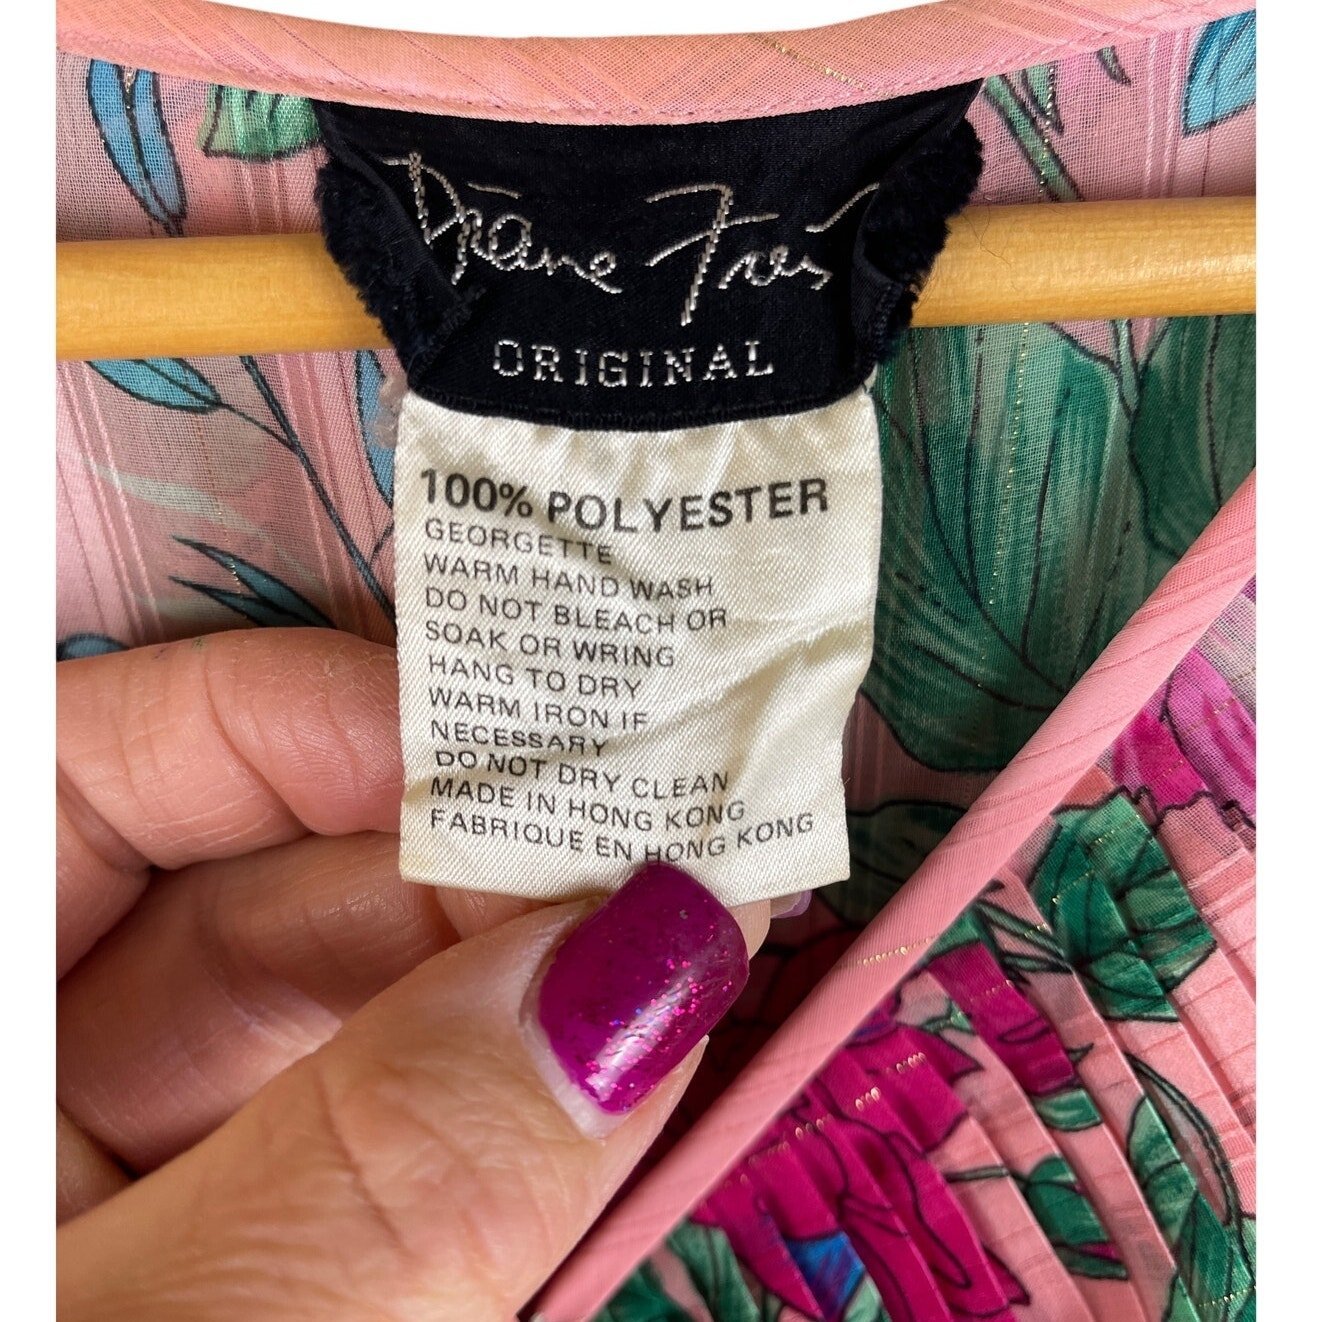 Diane Fres
ORIGINAL
100% POLYESTER
GEORGETTE
WARM HAND WASH
DO NOT BLEACH OR
SOAK OR WRING
HANG TO DRY
WARM IRON IF
NECESSARY
DO NOT DRY CLEAN
MADE IN HONG KONG
FABRIQUE EN HONG KONG